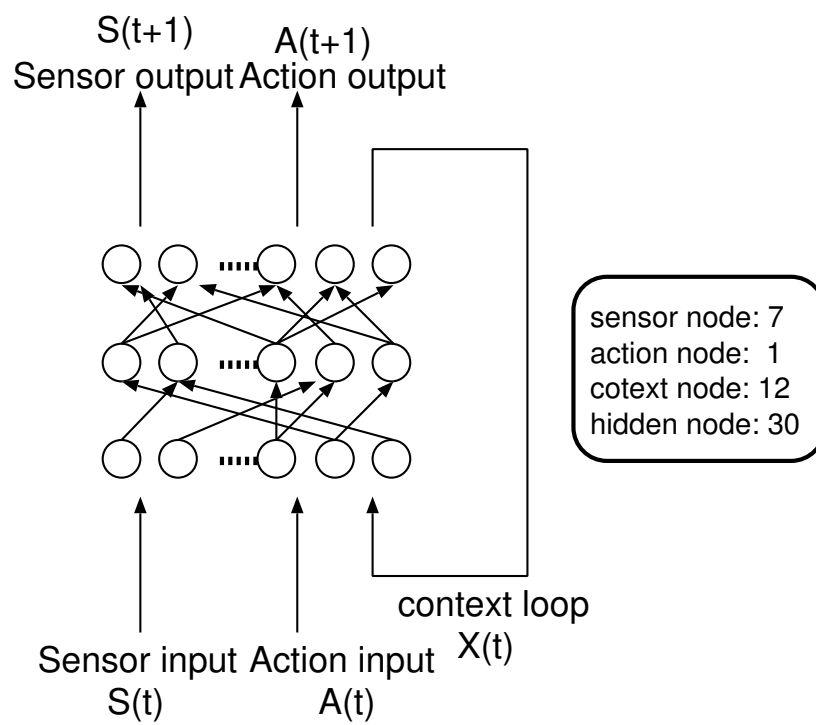 S(t+1)
A(t+1)
Sensor output
Action output
sensor node: 7
action node: 1
cotext node: 12
hidden node: 30
context loop
X(t)
Sensor input
Action input
S(t)
A(t)